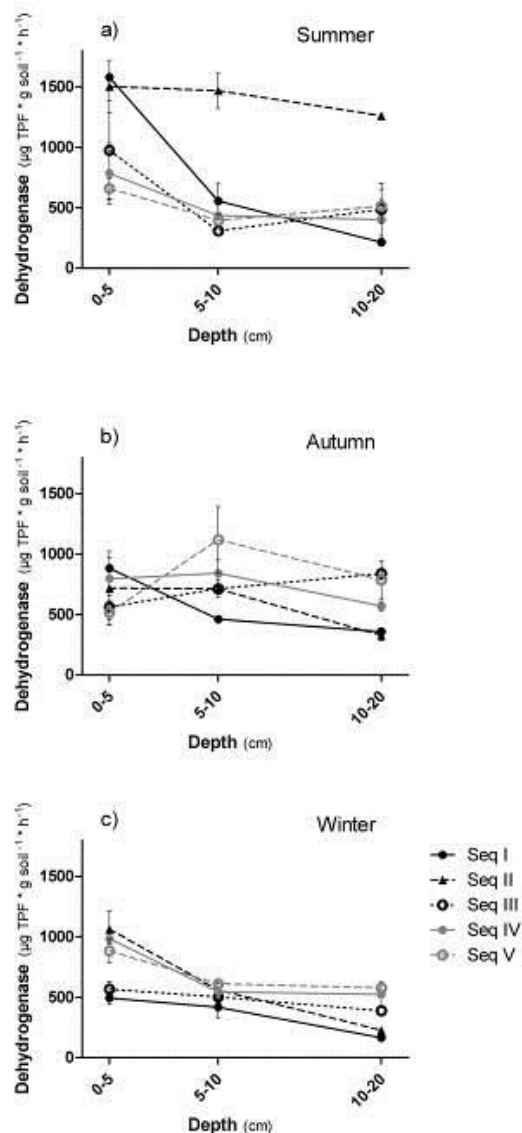 a)
Summer
Dehydrogenase (µg TPF * g soil⁻¹ * h⁻¹)
1500
1000
500
0
0-5
5-10
10-20
Depth (cm)
b)
Autumn
Dehydrogenase (µg TPF * g soil⁻¹ * h⁻¹)
1500
1000
500
0
0-5
5-10
10-20
Depth (cm)
c)
Winter
Dehydrogenase (µg TPF * g soil⁻¹ * h⁻¹)
1500
1000
500
0
0-5
5-10
10-20
Depth (cm)
Seq I
Seq II
Seq III
Seq IV
Seq V